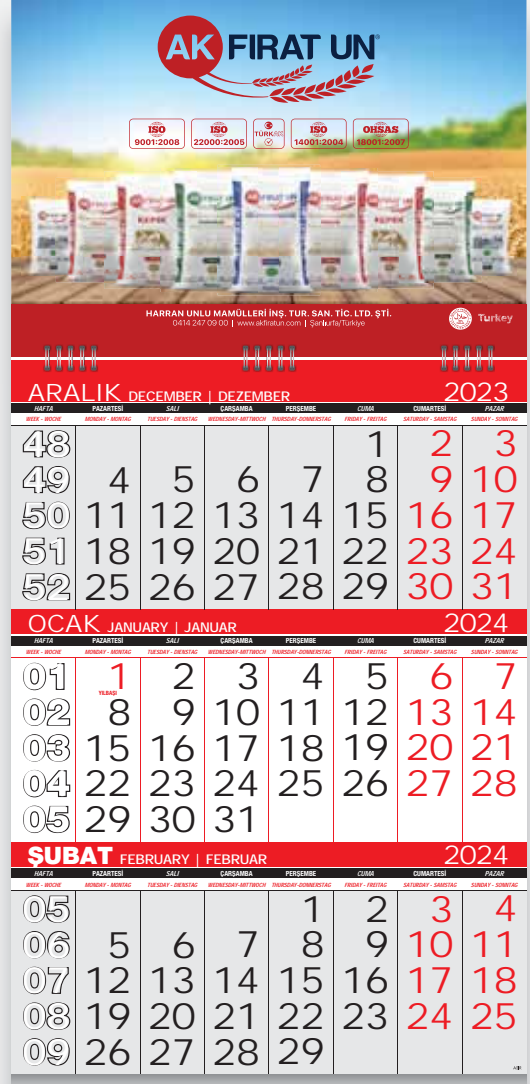 AK FIRAT UN
ISO 9001:2008
ISO 22000:2005
TÜRKAK
ISO 14001:2004
OHSAS 18001:2007
AK FIRAT UN
KEPEK
AK FIRAT UN
KEPEK
HARRAN UNLU MAMÜLLERİ İNŞ. TUR. SAN. TİC. LTD. ŞTİ.
0414 247 09 00 | www.akfiratun.com | Şanlıurfa/Türkiye
Turkey
ARALIK DECEMBER | DEZEMBER 2023
HAFTA PAZARTESİ SALI ÇARŞAMBA PERŞEMBE CUMA CUMARTESİ PAZAR
WEEK - WOCHE MONDAY - MONTAG TUESDAY - DIENSTAG WEDNESDAY-MITTWOCH THURSDAY-DONNERSTAG FRIDAY - FREITAG SATURDAY - SAMSTAG SUNDAY - SONNTAG
48 1 2 3
49 4 5 6 7 8 9 10
50 11 12 13 14 15 16 17
51 18 19 20 21 22 23 24
52 25 26 27 28 29 30 31
OCAK JANUARY | JANUAR 2024
HAFTA PAZARTESİ SALI ÇARŞAMBA PERŞEMBE CUMA CUMARTESİ PAZAR
WEEK - WOCHE MONDAY - MONTAG TUESDAY - DIENSTAG WEDNESDAY-MITTWOCH THURSDAY-DONNERSTAG FRIDAY - FREITAG SATURDAY - SAMSTAG SUNDAY - SONNTAG
01 1 2 3 4 5 6 7
YILBAŞI
02 8 9 10 11 12 13 14
03 15 16 17 18 19 20 21
04 22 23 24 25 26 27 28
05 29 30 31
ŞUBAT FEBRUARY | FEBRUAR 2024
HAFTA PAZARTESİ SALI ÇARŞAMBA PERŞEMBE CUMA CUMARTESİ PAZAR
WEEK - WOCHE MONDAY - MONTAG TUESDAY - DIENSTAG WEDNESDAY-MITTWOCH THURSDAY-DONNERSTAG FRIDAY - FREITAG SATURDAY - SAMSTAG SUNDAY - SONNTAG
05 1 2 3 4
06 5 6 7 8 9 10 11
07 12 13 14 15 16 17 18
08 19 20 21 22 23 24 25
09 26 27 28 29